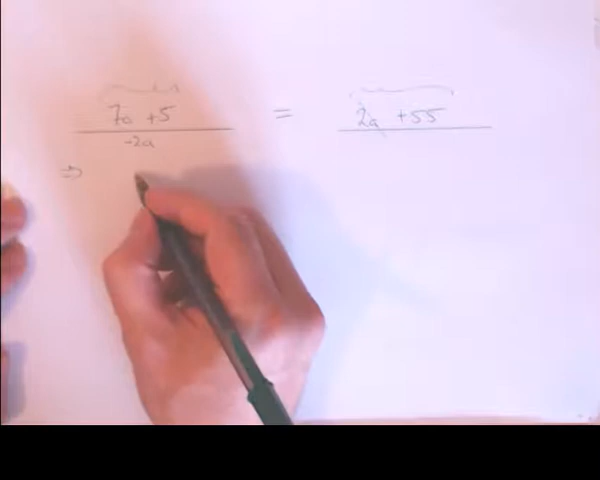 7a + 5 = 2a + 55
-2a
⇒